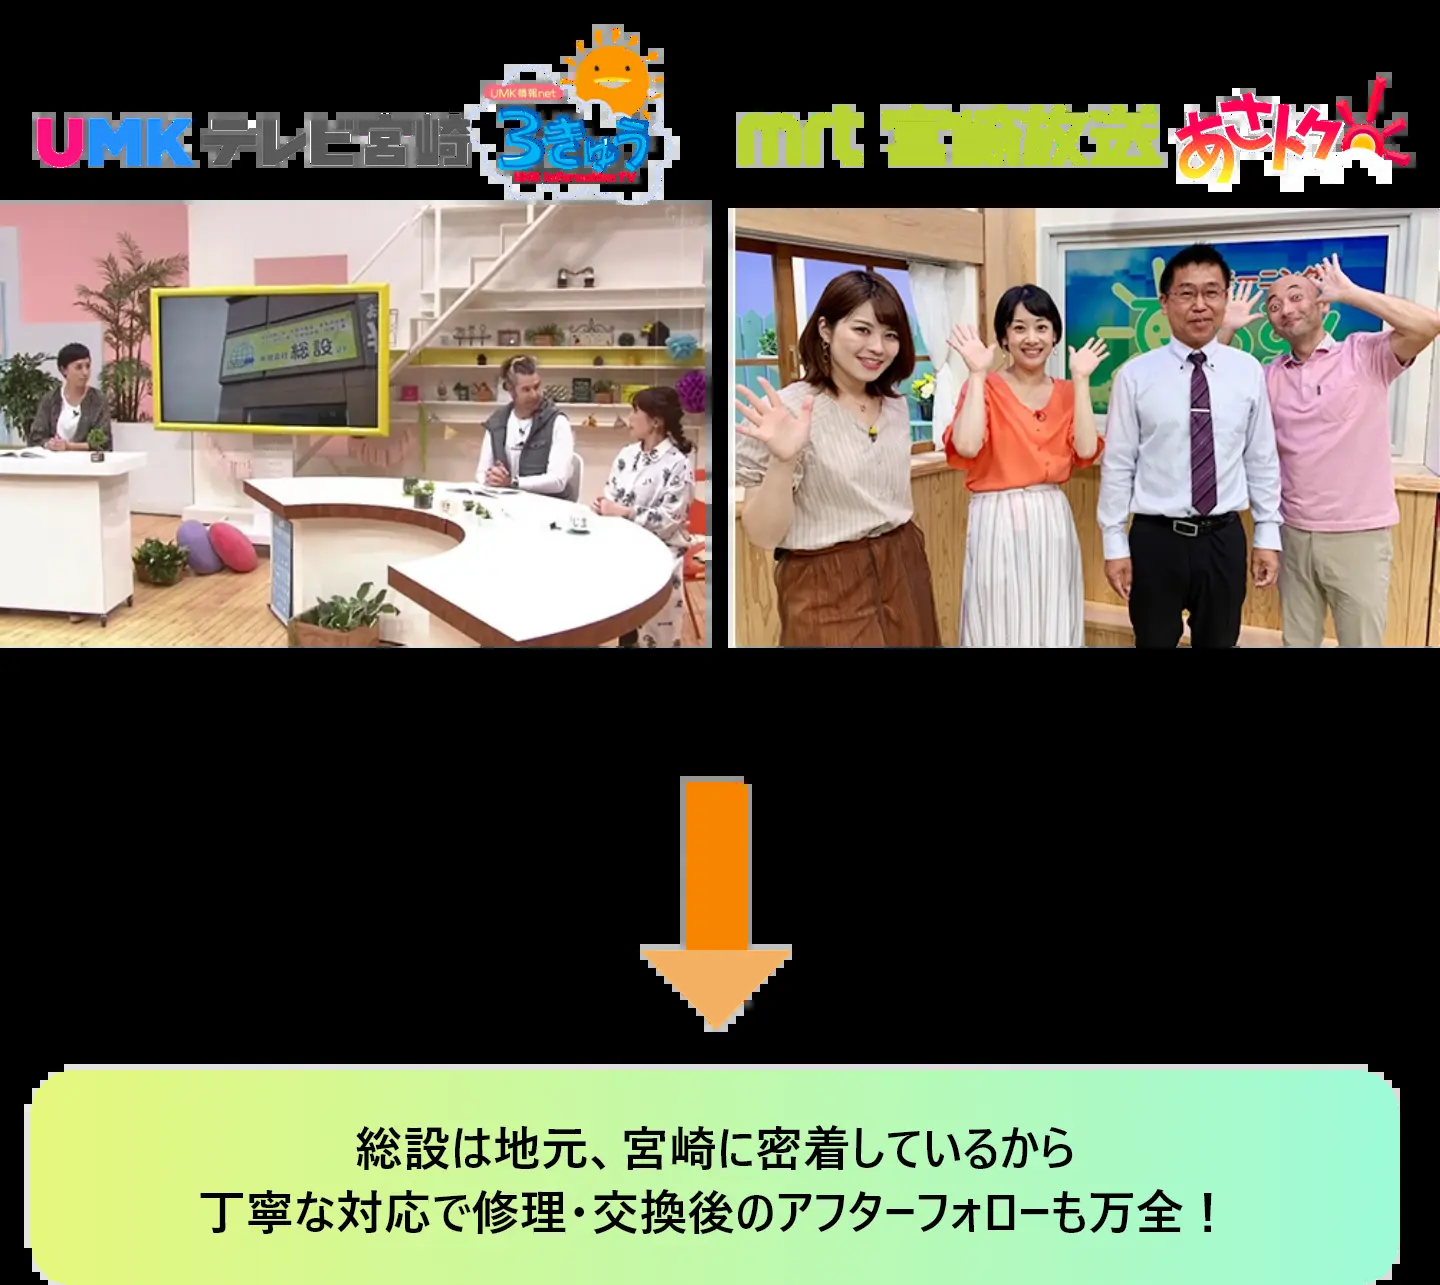 UMK テレビ宮崎
UMK情報net
3きゅう
UMK Information TV
mrt 宮崎放送
あさトク
総設
総設は地元、宮崎に密着しているから
丁寧な対応で修理・交換後のアフターフォローも万全！